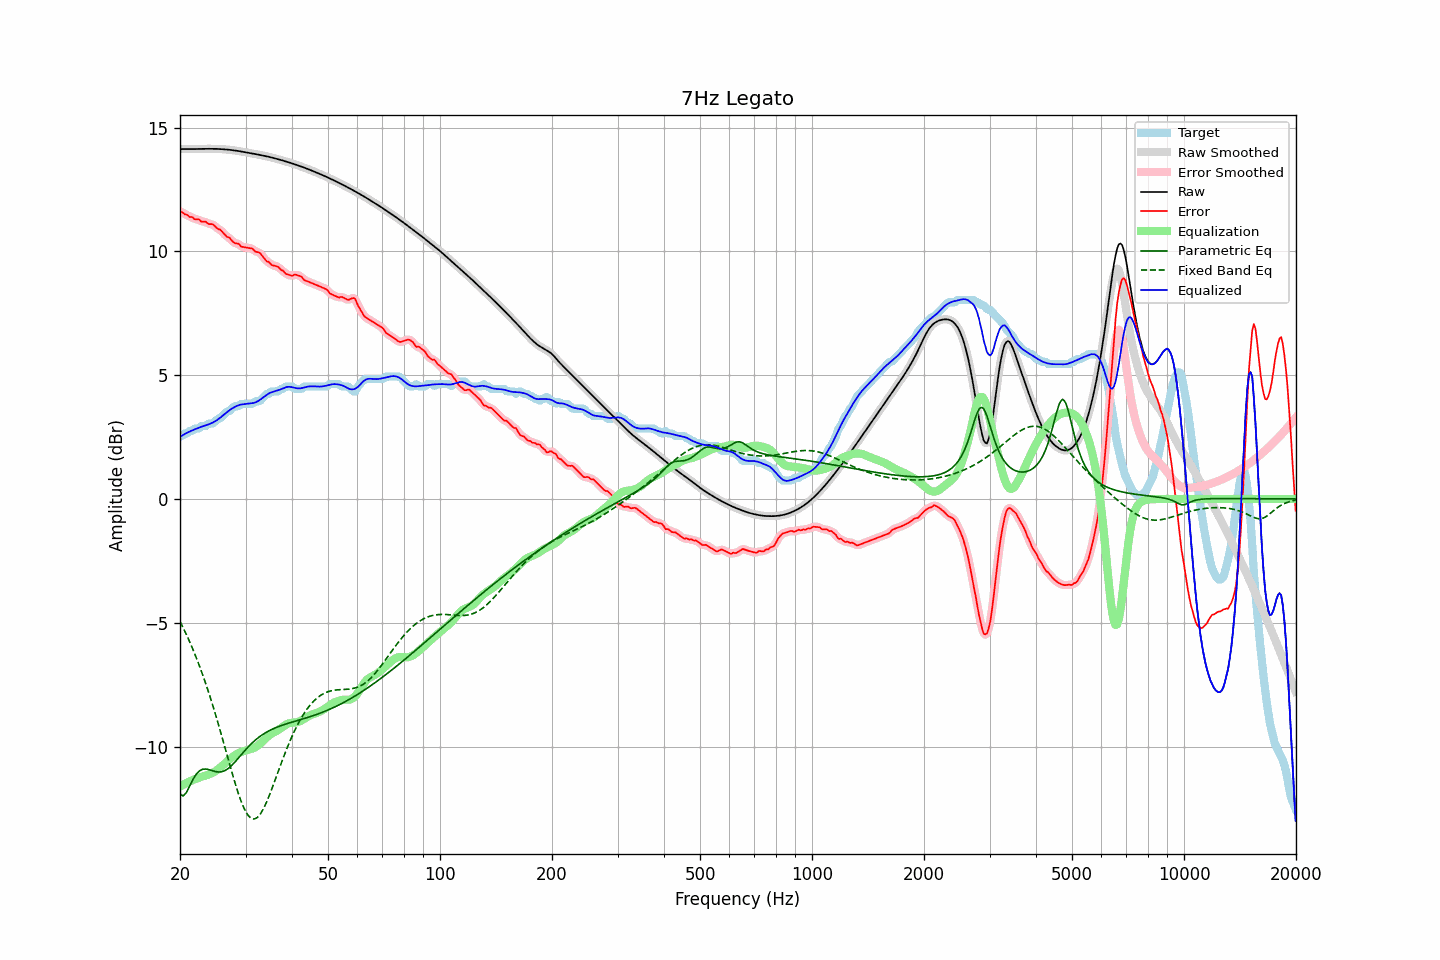 7Hz Legato
Target
Raw Smoothed
Error Smoothed
Raw
Error
Equalization
Parametric Eq
Fixed Band Eq
Equalized
15
10
5
0
−5
−10
Amplitude (dBr)
20
50
100
200
500
1000
2000
5000
10000
20000
Frequency (Hz)